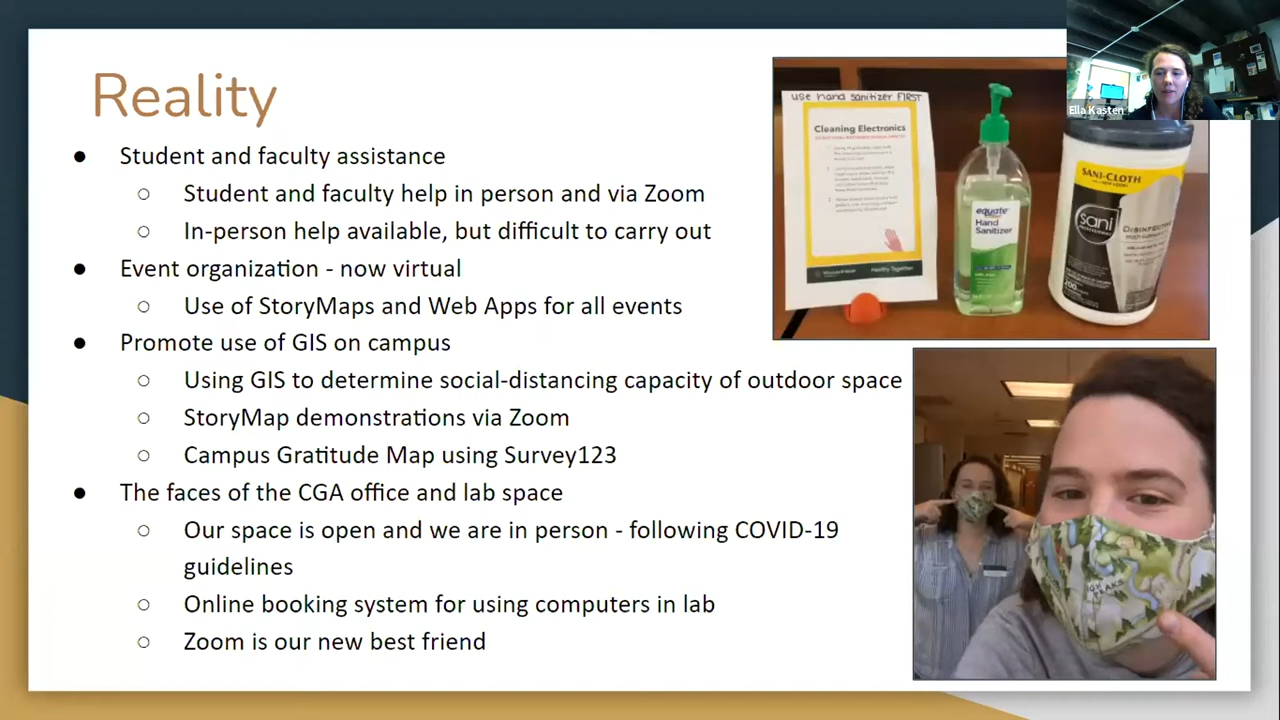 Reality
● Student and faculty assistance
○ Student and faculty help in person and via Zoom
○ In-person help available, but difficult to carry out
● Event organization - now virtual
○ Use of StoryMaps and Web Apps for all events
● Promote use of GIS on campus
○ Using GIS to determine social-distancing capacity of outdoor space
○ StoryMap demonstrations via Zoom
○ Campus Gratitude Map using Survey123
● The faces of the CGA office and lab space
○ Our space is open and we are in person - following COVID-19
guidelines
○ Online booking system for using computers in lab
○ Zoom is our new best friend
Ella Kasten
use hand sanitizer FIRST
Cleaning Electronics
Healthy Together
equate
Hand
Sanitizer
SANI-CLOTH
sani
PROFESSIONAL
200